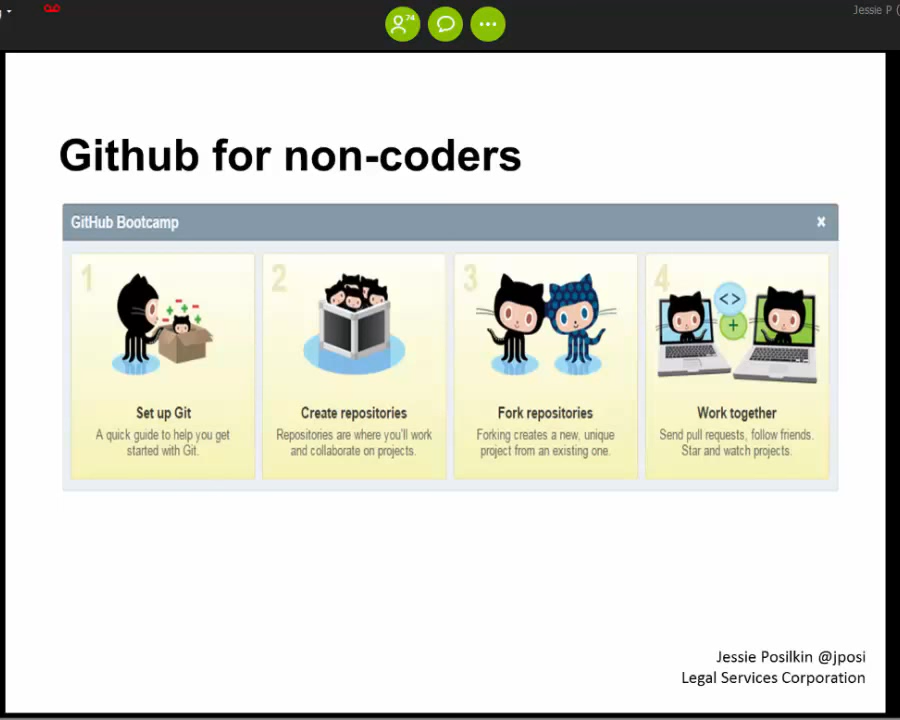 74
Jessie P (
Github for non-coders
GitHub Bootcamp
x
1
2
3
4
<>
+
Set up Git
A quick guide to help you get
started with Git.
Create repositories
Repositories are where you'll work
and collaborate on projects.
Fork repositories
Forking creates a new, unique
project from an existing one.
Work together
Send pull requests, follow friends.
Star and watch projects.
Jessie Posilkin @jposi
Legal Services Corporation